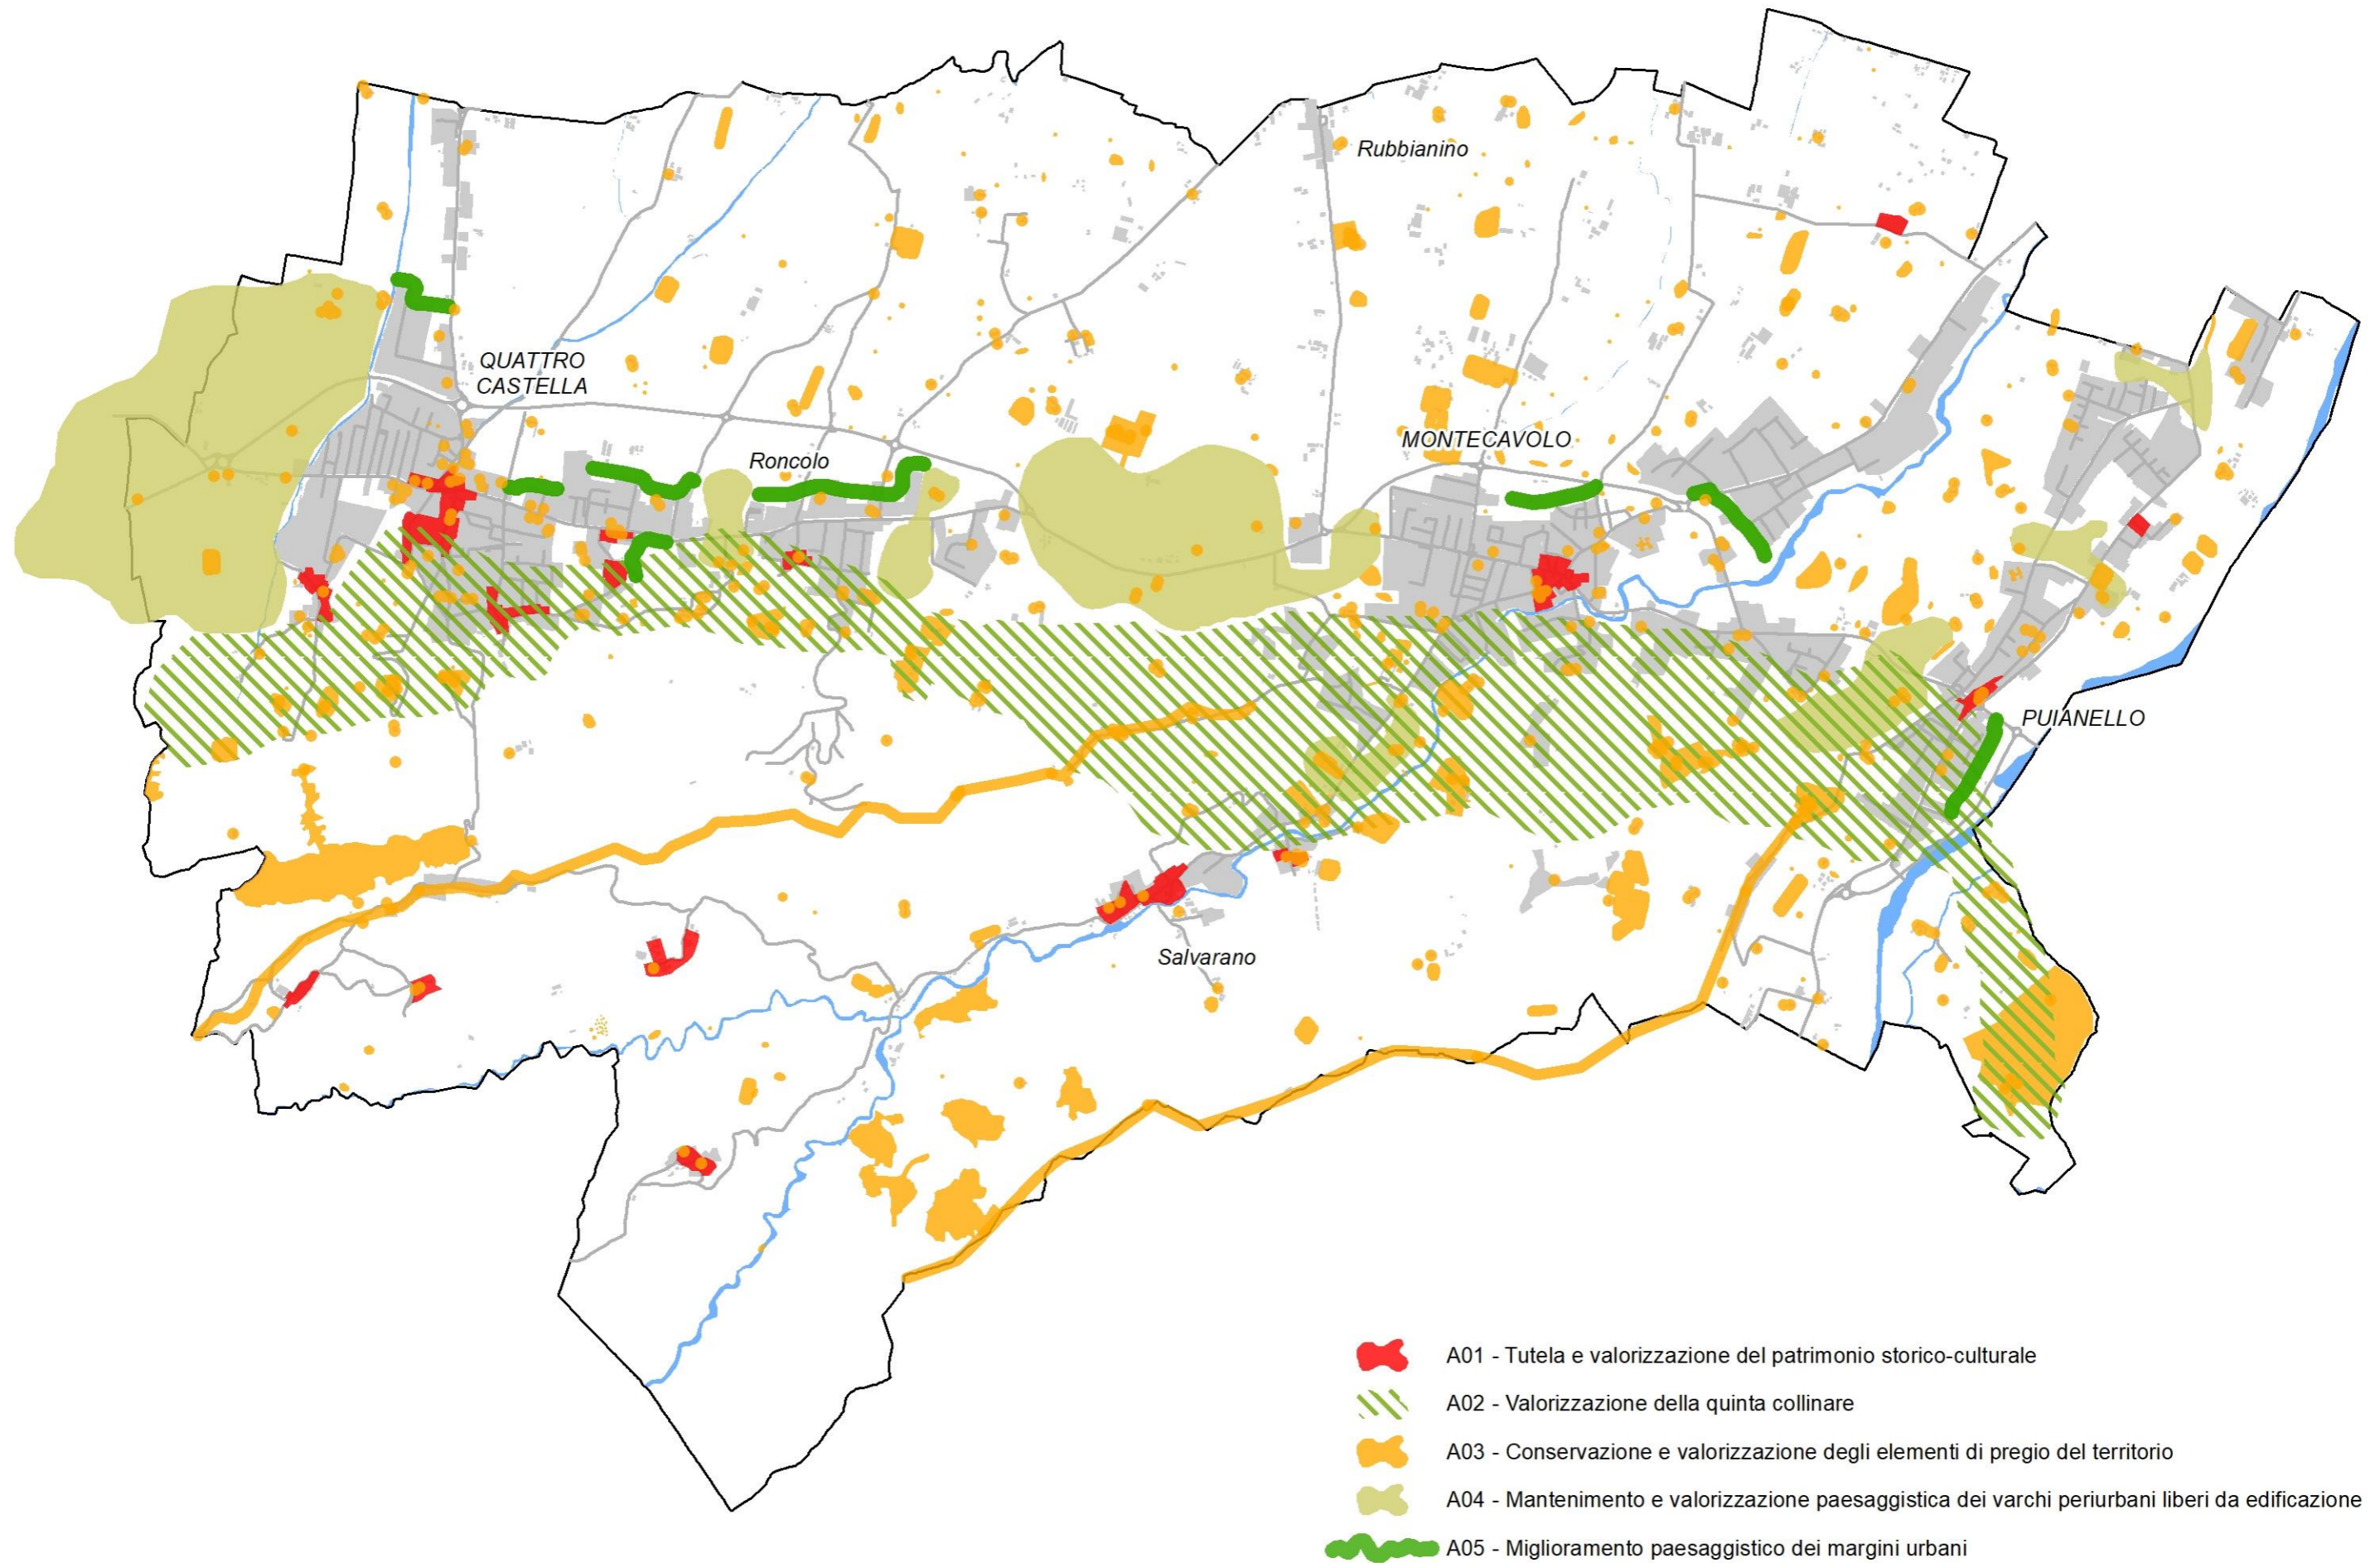 Rubbianino
QUATTRO
CASTELLA
MONTECAVOLO
Roncolo
PUIANELLO
Salvarano
A01 - Tutela e valorizzazione del patrimonio storico-culturale
A02 - Valorizzazione della quinta collinare
A03 - Conservazione e valorizzazione degli elementi di pregio del territorio
A04 - Mantenimento e valorizzazione paesaggistica dei varchi periurbani liberi da edificazione
A05 - Miglioramento paesaggistico dei margini urbani